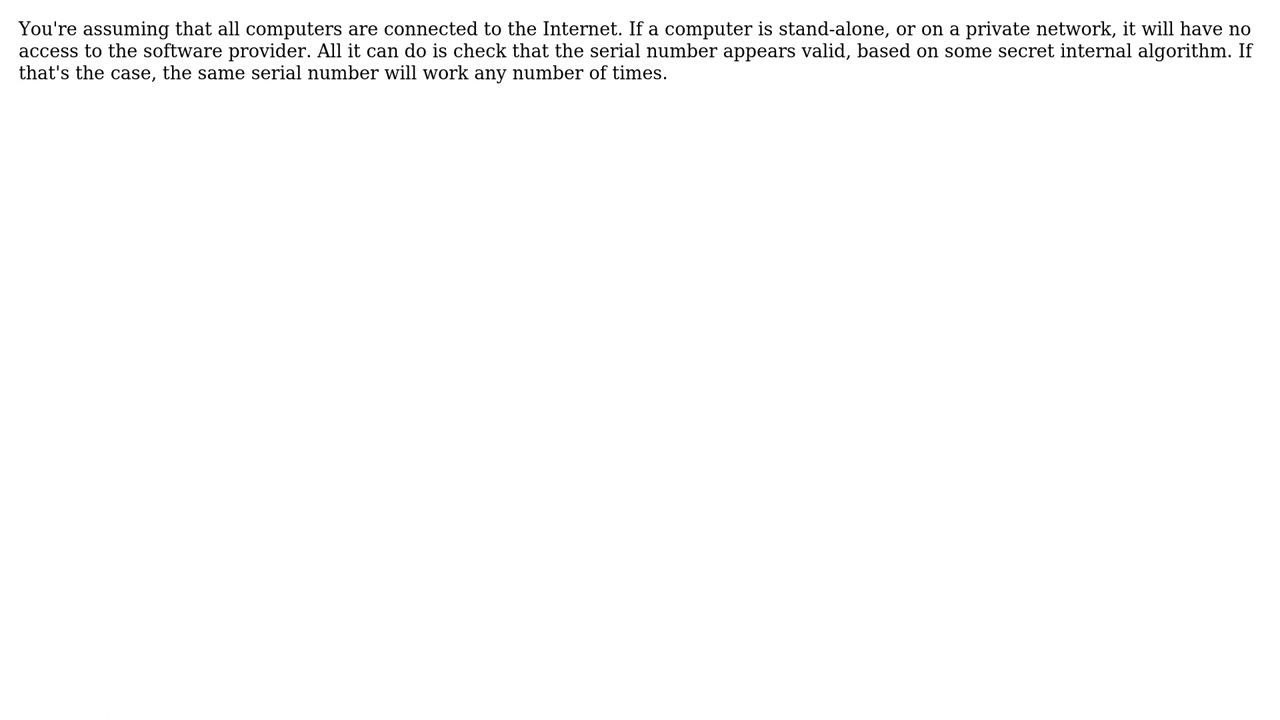 You're assuming that all computers are connected to the Internet. If a computer is stand-alone, or on a private network, it will have no
access to the software provider. All it can do is check that the serial number appears valid, based on some secret internal algorithm. If
that's the case, the same serial number will work any number of times.